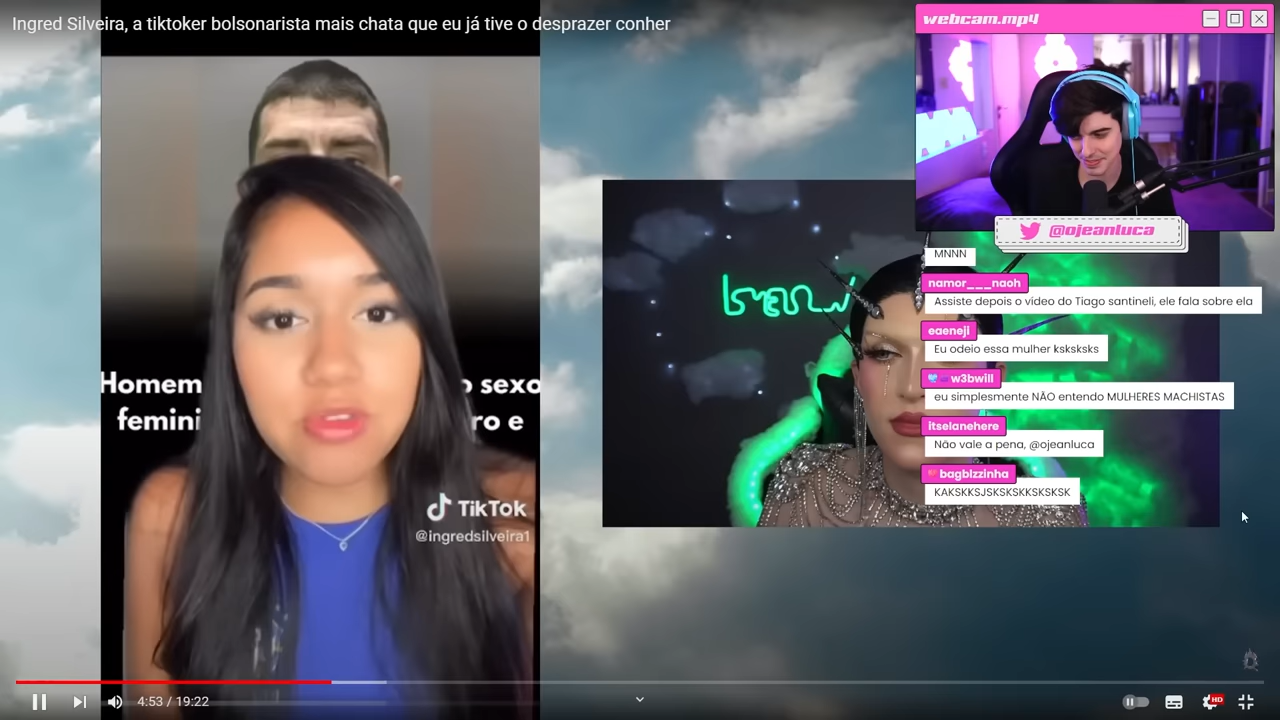 Ingred Silveira, a tiktoker bolsonarista mais chata que eu já tive o desprazer conher
webcam.mp4
@ojeanluca
MNNN
namor___naoh
Assiste depois o vídeo do Tiago santineli, ele fala sobre ela
eaeneji
Eu odeio essa mulher ksksksks
w3bwill
eu simplesmente NÃO entendo MULHERES MACHISTAS
itselanehere
Não vale a pena, @ojeanluca
bagblzzinha
KAKSKKSJSKSKSKKSKSKSK
Homem
o sexo
femini
ro e
TikTok
@ingredsilveira1
4:53 / 19:22
HD